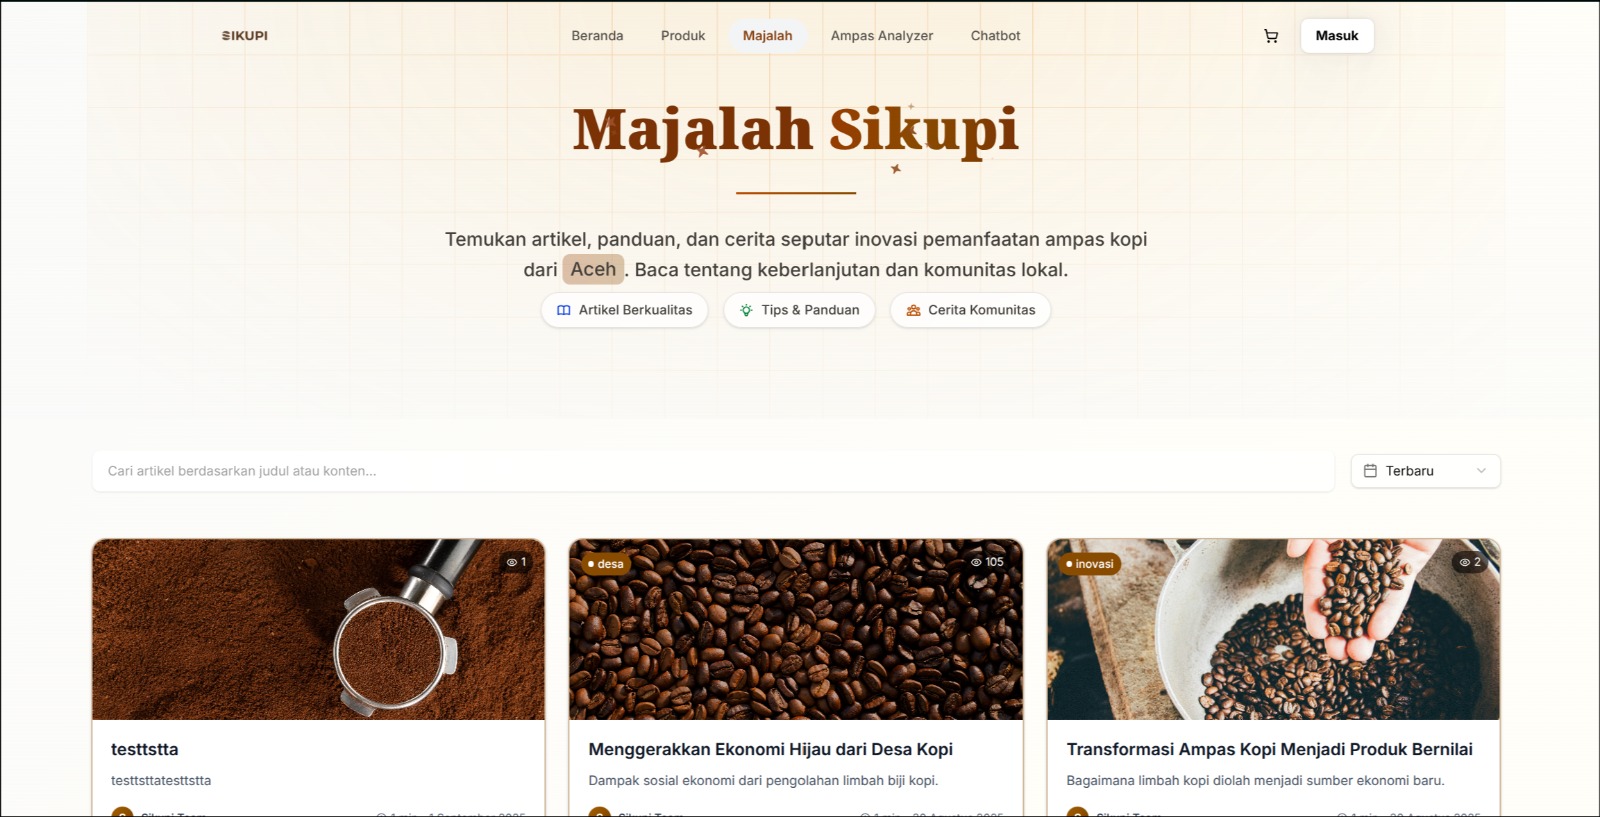 SIKUPI
Beranda
Produk
Majalah
Ampas Analyzer
Chatbot
Masuk
Majalah Sikupi
Temukan artikel, panduan, dan cerita seputar inovasi pemanfaatan ampas kopi
dari Aceh . Baca tentang keberlanjutan dan komunitas lokal.
Artikel Berkualitas
Tips & Panduan
Cerita Komunitas
Cari artikel berdasarkan judul atau konten...
Terbaru
1
desa
105
inovasi
2
testtstta
testtsttatesttstta
Menggerakkan Ekonomi Hijau dari Desa Kopi
Dampak sosial ekonomi dari pengolahan limbah biji kopi.
Transformasi Ampas Kopi Menjadi Produk Bernilai
Bagaimana limbah kopi diolah menjadi sumber ekonomi baru.